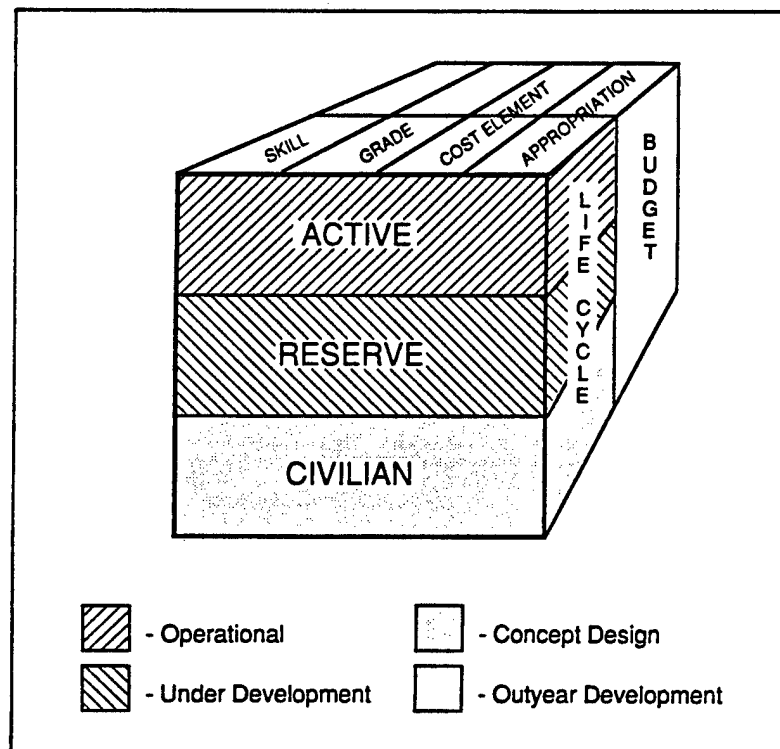 SKILL
GRADE
COST ELEMENT
APPROPRIATION
BUDGET
LIFE CYCLE
ACTIVE
RESERVE
CIVILIAN
- Operational
- Concept Design
- Under Development
- Outyear Development